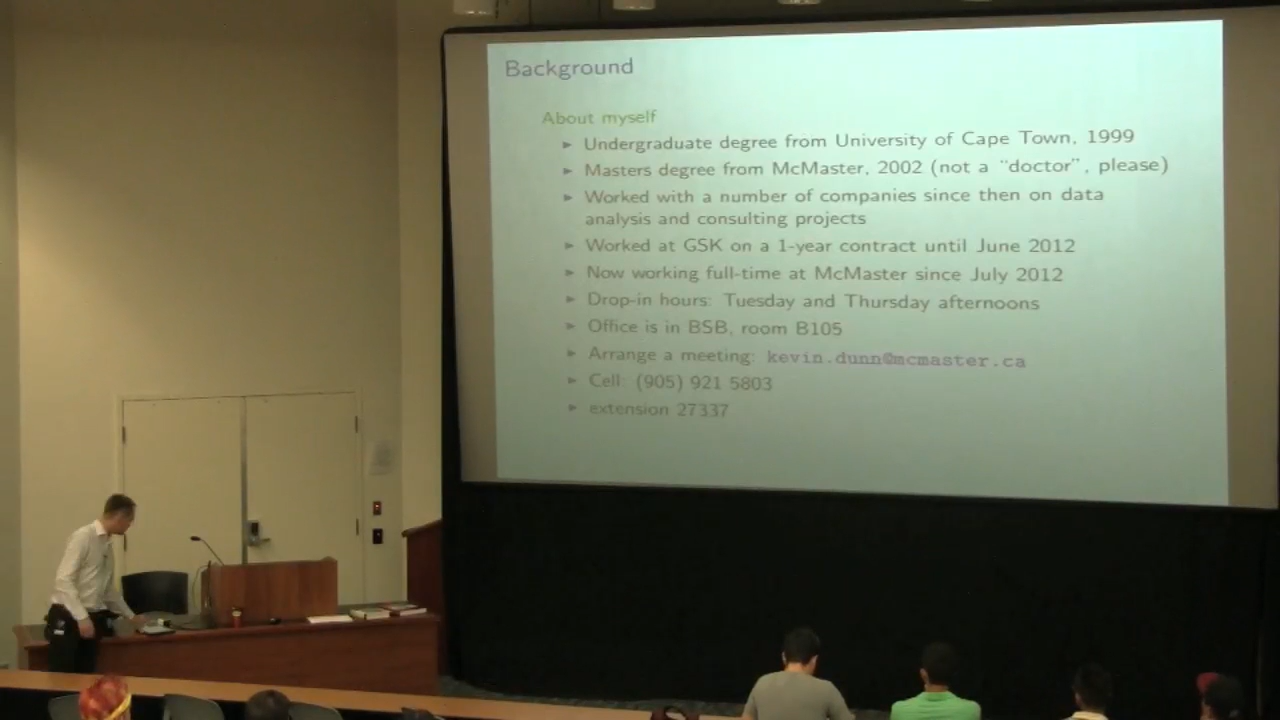 Background
About myself
► Undergraduate degree from University of Cape Town, 1999
► Masters degree from McMaster, 2002 (not a "doctor", please)
► Worked with a number of companies since then on data
analysis and consulting projects
► Worked at GSK on a 1-year contract until June 2012
► Now working full-time at McMaster since July 2012
► Drop-in hours: Tuesday and Thursday afternoons
► Office is in BSB, room B105
► Arrange a meeting: kevin.dunn@mcmaster.ca
► Cell: (905) 921 5803
► extension 27337